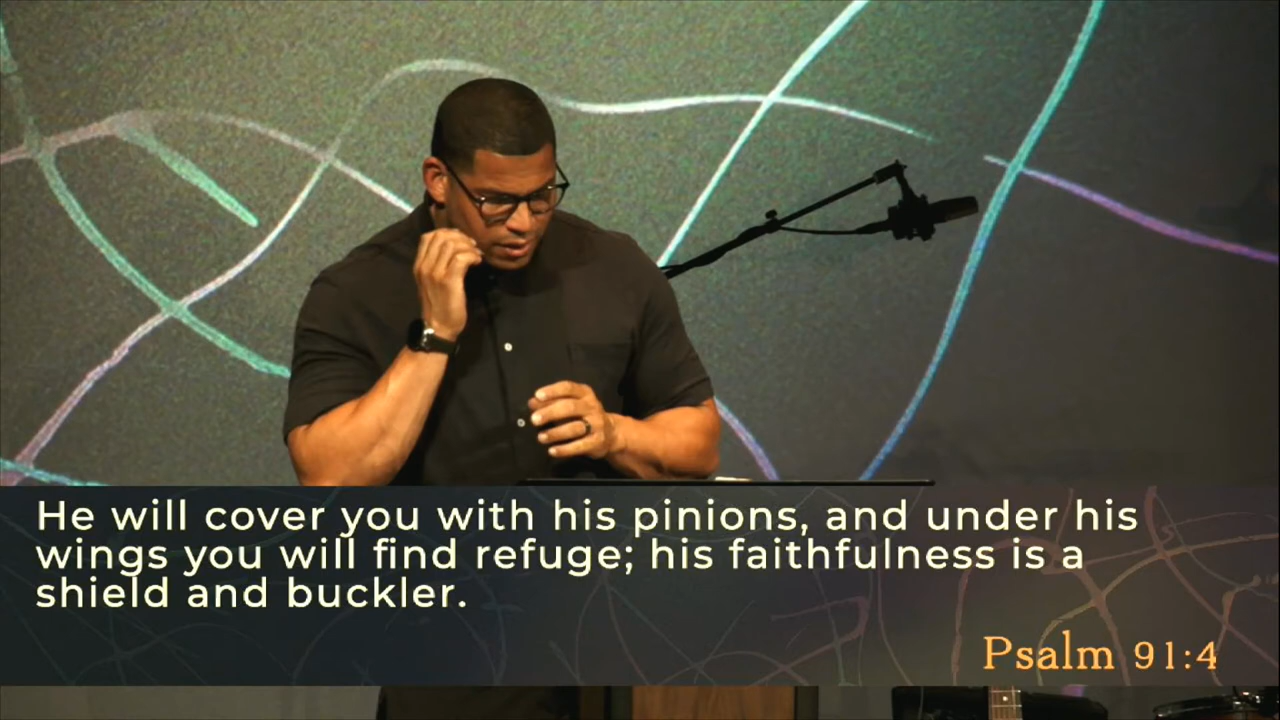 He will cover you with his pinions, and under his
wings you will find refuge; his faithfulness is a
shield and buckler.
Psalm 91:4